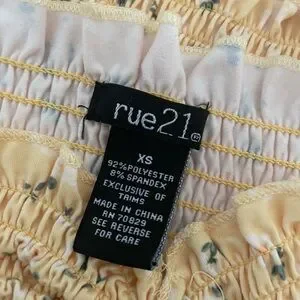 rue21®
XS
92% POLYESTER
8% SPANDEX
EXCLUSIVE OF
TRIMS
MADE IN CHINA
RN 70829
SEE REVERSE
FOR CARE